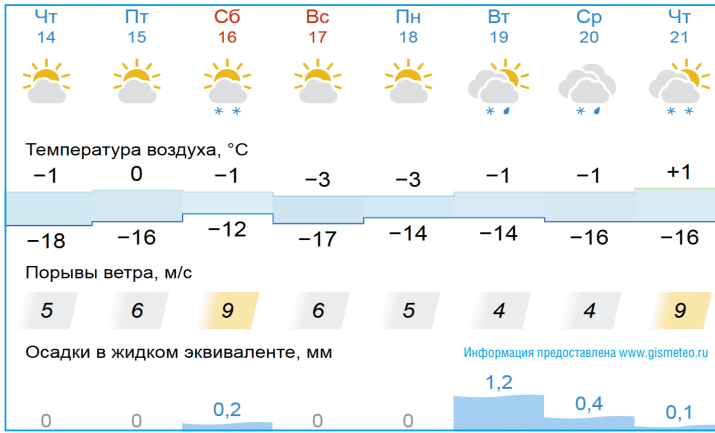 Чт Пт Сб Вс Пн Вт Ср Чт
14 15 16 17 18 19 20 21
Температура воздуха, °C
−1 0 −1 −3 −3 −1 −1 +1
−18 −16 −12 −17 −14 −14 −16 −16
Порывы ветра, м/с
5 6 9 6 5 4 4 9
Осадки в жидком эквиваленте, мм Информация предоставлена www.gismeteo.ru
0 0 0,2 0 0 1,2 0,4 0,1